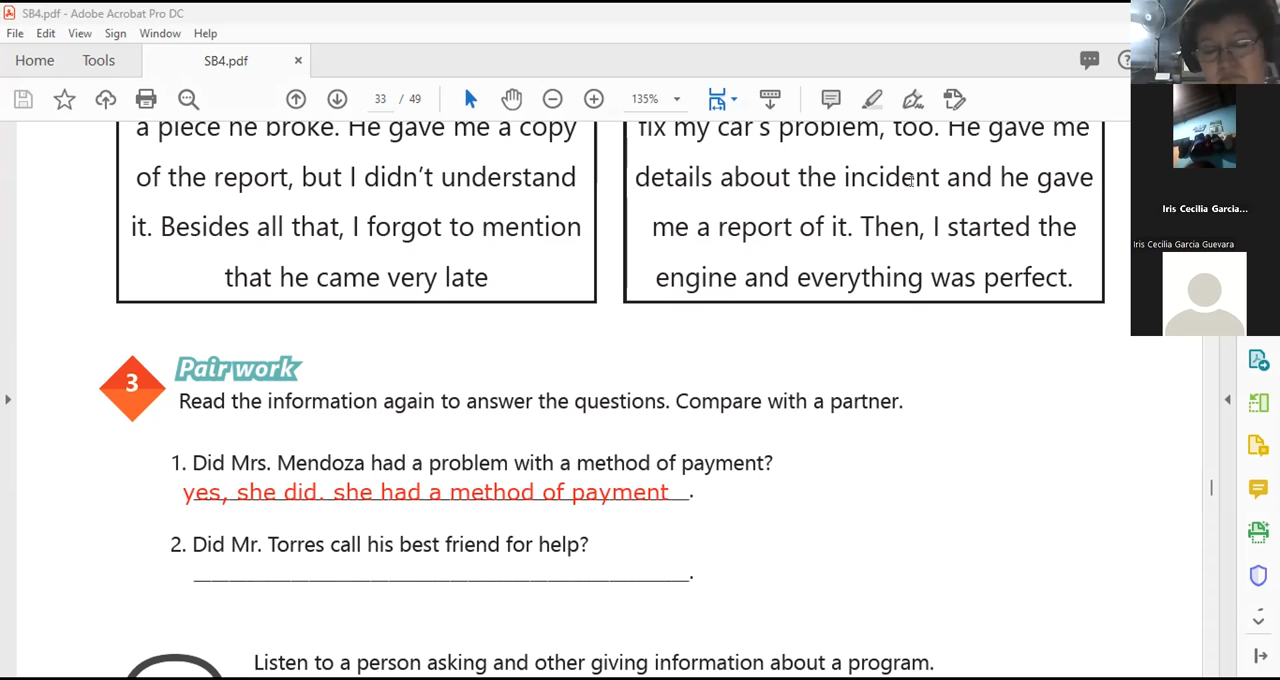 SB4.pdf - Adobe Acrobat Pro DC
File Edit View Sign Window Help
Home Tools SB4.pdf ×
33 / 49 135%
a piece he broke. He gave me a copy
of the report, but I didn't understand
it. Besides all that, I forgot to mention
that he came very late
fix my car's problem, too. He gave me
details about the incident and he gave
me a report of it. Then, I started the
engine and everything was perfect.
3
Pair work
Read the information again to answer the questions. Compare with a partner.
1. Did Mrs. Mendoza had a problem with a method of payment?
yes, she did. she had a method of payment.
2. Did Mr. Torres call his best friend for help?
Listen to a person asking and other giving information about a program.
Iris Cecilia Garcia...
Iris Cecilia Garcia Guevara